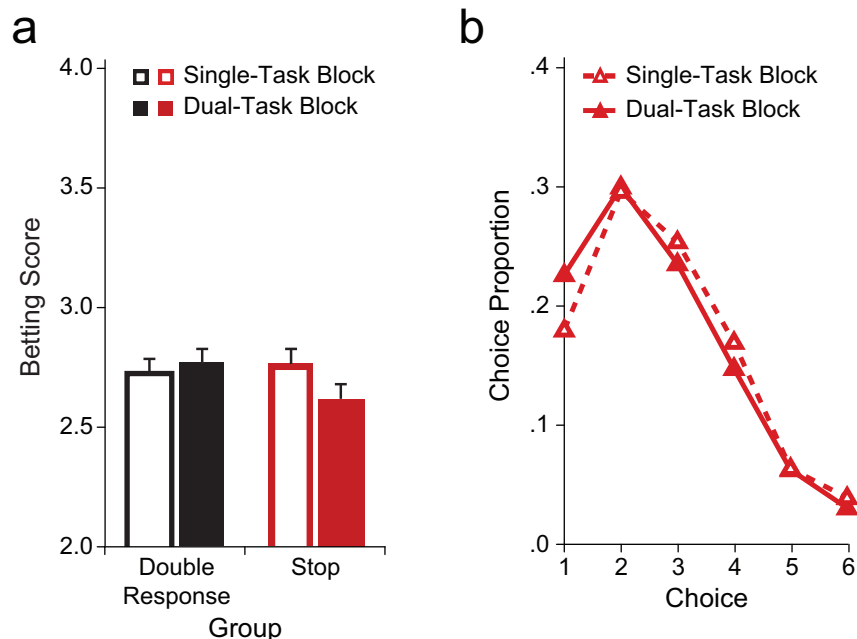 a
4.0
3.5
3.0
2.5
2.0
Betting Score
Single-Task Block
Dual-Task Block
Double
Response
Stop
Group
b
.4
.3
.2
.1
.0
Choice Proportion
Single-Task Block
Dual-Task Block
1 2 3 4 5 6
Choice